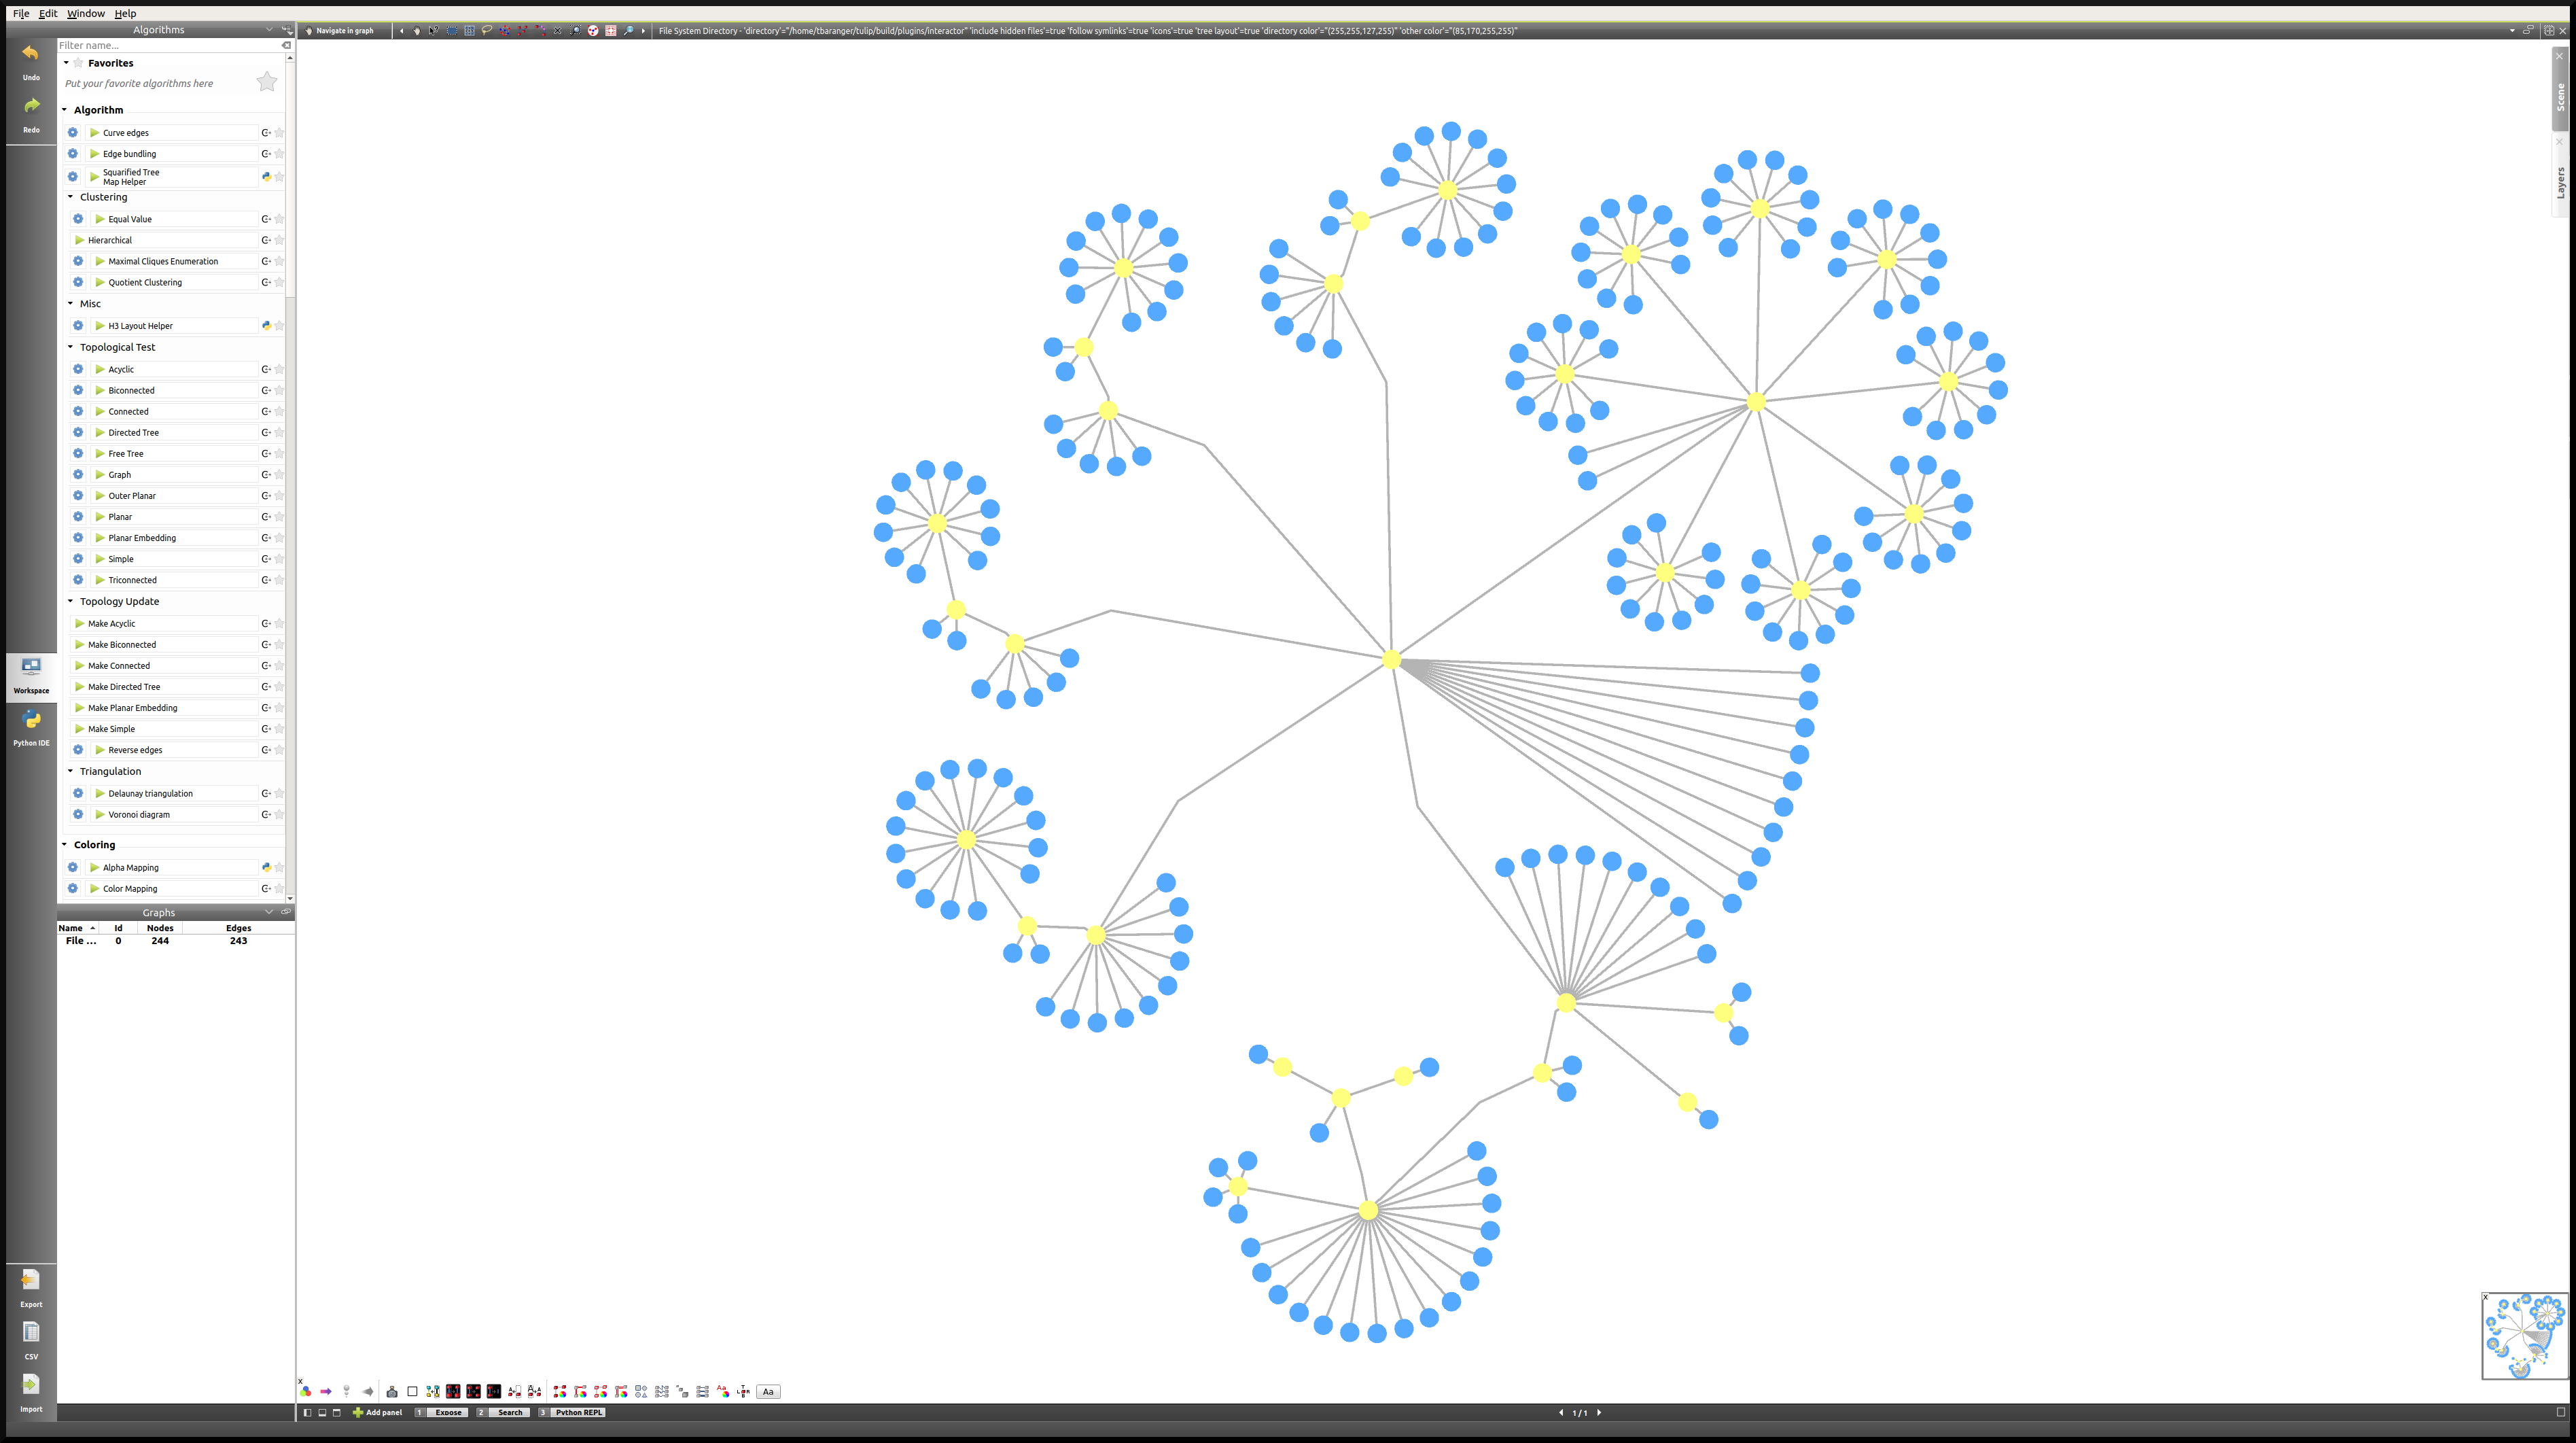 File Edit Window Help
Algorithms
Navigate in graph
File System Directory - 'directory'="/home/tbaranger/tulip/build/plugins/interactor" 'include hidden files'=true 'follow symlinks'=true 'icons'=true 'tree layout'=true 'directory color'="(255,255,127,255)" 'other color'="(85,170,255,255)"
Filter name...
Undo
Redo
Favorites
Put your favorite algorithms here
Algorithm
Curve edges
Edge bundling
Squarified Tree
Map Helper
Clustering
Equal Value
Hierarchical
Maximal Cliques Enumeration
Quotient Clustering
Misc
H3 Layout Helper
Topological Test
Acyclic
Biconnected
Connected
Directed Tree
Free Tree
Graph
Outer Planar
Planar
Planar Embedding
Simple
Triconnected
Topology Update
Make Acyclic
Make Biconnected
Make Connected
Make Directed Tree
Make Planar Embedding
Make Simple
Reverse edges
Triangulation
Delaunay triangulation
Voronoi diagram
Coloring
Alpha Mapping
Color Mapping
Workspace
Python IDE
Graphs
Name Id Nodes Edges
File ... 0 244 243
Export
CSV
Import
Scene
Layers
x
x
Aa
Add panel 1 Expose 2 Search 3 Python REPL
1 / 1